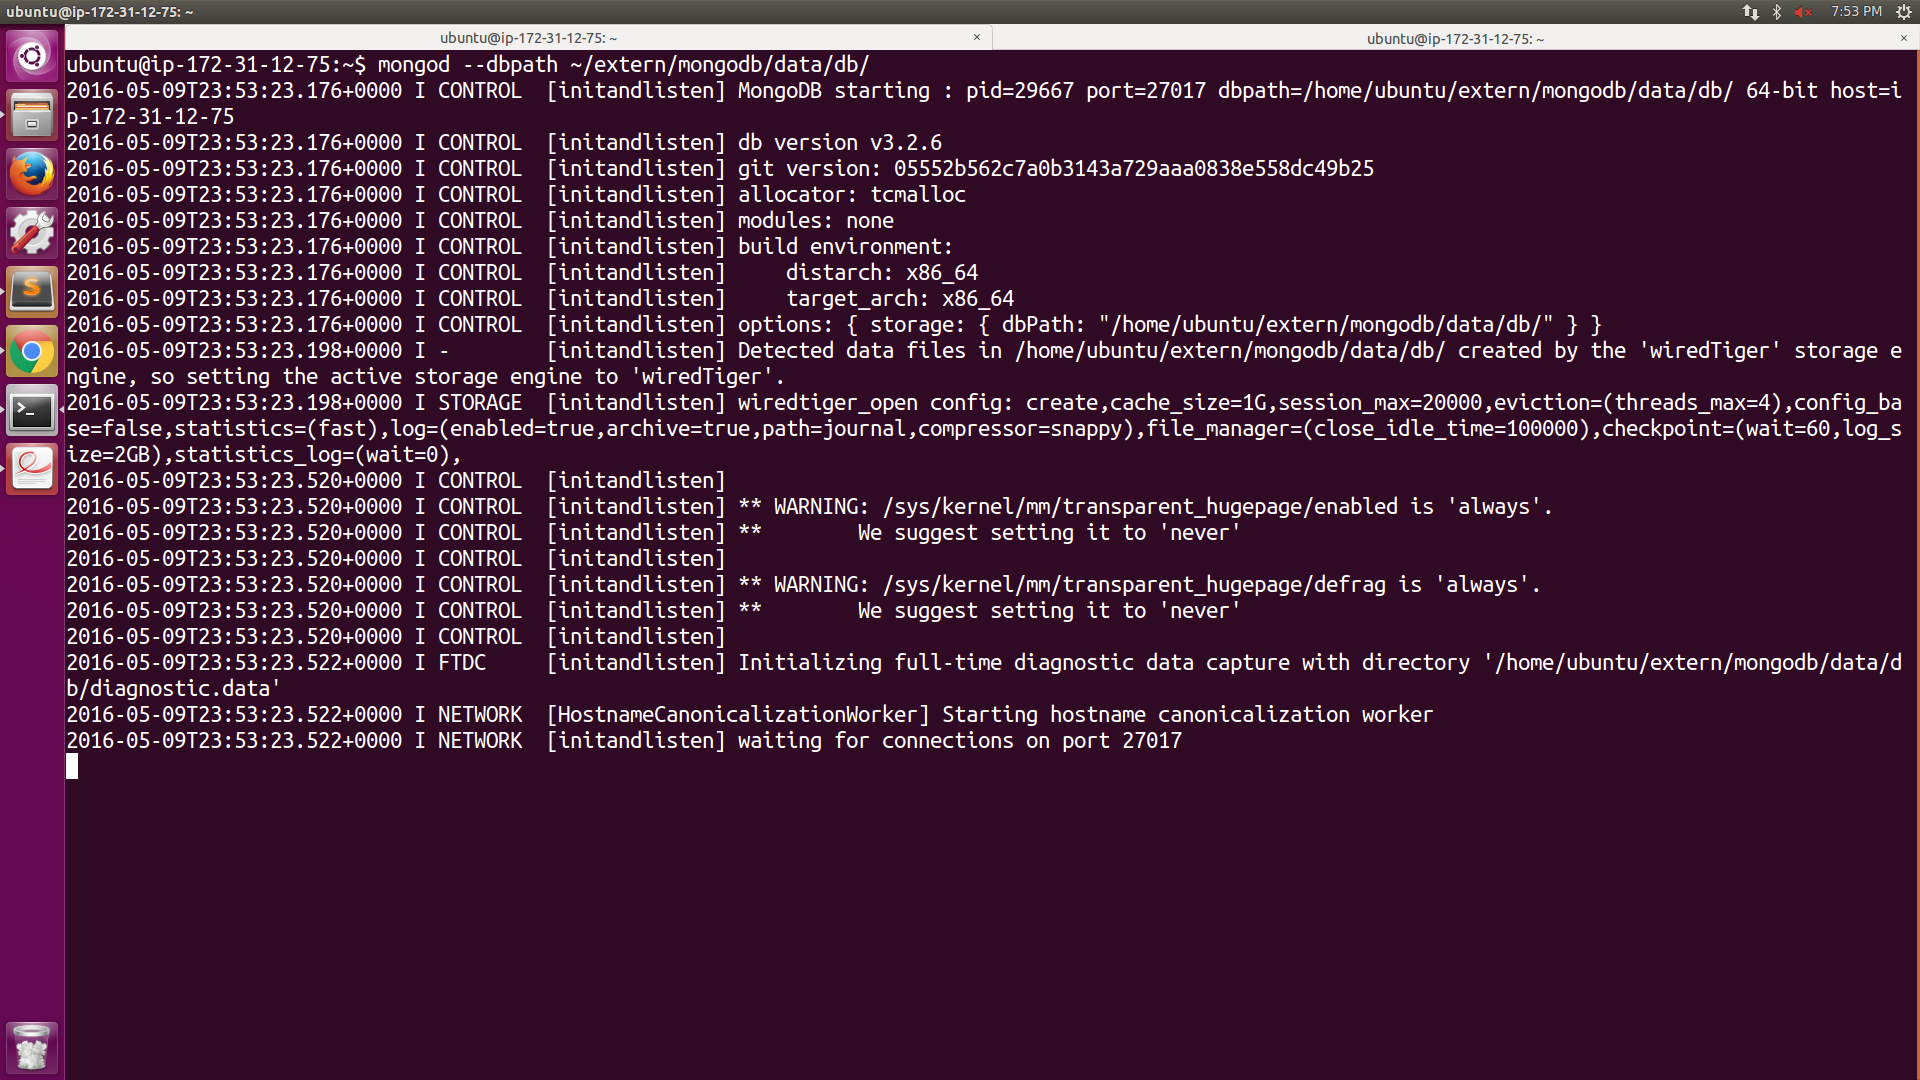 ubuntu@ip-172-31-12-75: ~
7:53 PM
ubuntu@ip-172-31-12-75: ~ ×
ubuntu@ip-172-31-12-75: ~ ×
ubuntu@ip-172-31-12-75:~$ mongod --dbpath ~/extern/mongodb/data/db/
2016-05-09T23:53:23.176+0000 I CONTROL  [initandlisten] MongoDB starting : pid=29667 port=27017 dbpath=/home/ubuntu/extern/mongodb/data/db/ 64-bit host=i
p-172-31-12-75
2016-05-09T23:53:23.176+0000 I CONTROL  [initandlisten] db version v3.2.6
2016-05-09T23:53:23.176+0000 I CONTROL  [initandlisten] git version: 05552b562c7a0b3143a729aaa0838e558dc49b25
2016-05-09T23:53:23.176+0000 I CONTROL  [initandlisten] allocator: tcmalloc
2016-05-09T23:53:23.176+0000 I CONTROL  [initandlisten] modules: none
2016-05-09T23:53:23.176+0000 I CONTROL  [initandlisten] build environment:
2016-05-09T23:53:23.176+0000 I CONTROL  [initandlisten]     distarch: x86_64
2016-05-09T23:53:23.176+0000 I CONTROL  [initandlisten]     target_arch: x86_64
2016-05-09T23:53:23.176+0000 I CONTROL  [initandlisten] options: { storage: { dbPath: "/home/ubuntu/extern/mongodb/data/db/" } }
2016-05-09T23:53:23.198+0000 I -        [initandlisten] Detected data files in /home/ubuntu/extern/mongodb/data/db/ created by the 'wiredTiger' storage e
ngine, so setting the active storage engine to 'wiredTiger'.
2016-05-09T23:53:23.198+0000 I STORAGE  [initandlisten] wiredtiger_open config: create,cache_size=1G,session_max=20000,eviction=(threads_max=4),config_ba
se=false,statistics=(fast),log=(enabled=true,archive=true,path=journal,compressor=snappy),file_manager=(close_idle_time=100000),checkpoint=(wait=60,log_s
ize=2GB),statistics_log=(wait=0),
2016-05-09T23:53:23.520+0000 I CONTROL  [initandlisten]
2016-05-09T23:53:23.520+0000 I CONTROL  [initandlisten] ** WARNING: /sys/kernel/mm/transparent_hugepage/enabled is 'always'.
2016-05-09T23:53:23.520+0000 I CONTROL  [initandlisten] **        We suggest setting it to 'never'
2016-05-09T23:53:23.520+0000 I CONTROL  [initandlisten]
2016-05-09T23:53:23.520+0000 I CONTROL  [initandlisten] ** WARNING: /sys/kernel/mm/transparent_hugepage/defrag is 'always'.
2016-05-09T23:53:23.520+0000 I CONTROL  [initandlisten] **        We suggest setting it to 'never'
2016-05-09T23:53:23.520+0000 I CONTROL  [initandlisten]
2016-05-09T23:53:23.522+0000 I FTDC     [initandlisten] Initializing full-time diagnostic data capture with directory '/home/ubuntu/extern/mongodb/data/d
b/diagnostic.data'
2016-05-09T23:53:23.522+0000 I NETWORK  [HostnameCanonicalizationWorker] Starting hostname canonicalization worker
2016-05-09T23:53:23.522+0000 I NETWORK  [initandlisten] waiting for connections on port 27017